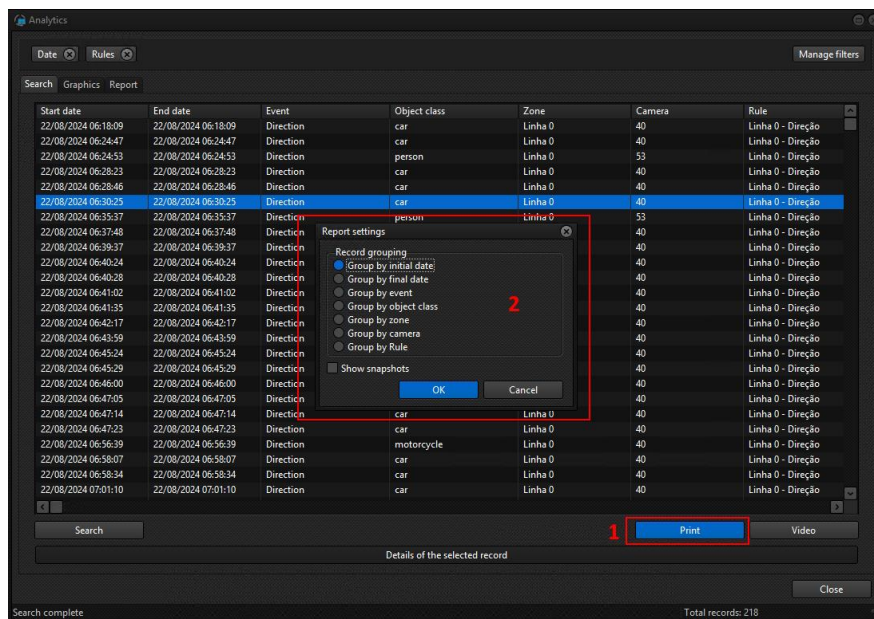 Analytics
Date Rules Manage filters
Search Graphics Report
Start date End date Event Object class Zone Camera Rule
22/08/2024 06:18:09 22/08/2024 06:18:09 Direction car Linha 0 40 Linha 0 - Direção
22/08/2024 06:24:47 22/08/2024 06:24:47 Direction car Linha 0 40 Linha 0 - Direção
22/08/2024 06:24:53 22/08/2024 06:24:53 Direction person Linha 0 53 Linha 0 - Direção
22/08/2024 06:28:23 22/08/2024 06:28:23 Direction car Linha 0 40 Linha 0 - Direção
22/08/2024 06:28:46 22/08/2024 06:28:46 Direction car Linha 0 40 Linha 0 - Direção
22/08/2024 06:30:25 22/08/2024 06:30:25 Direction car Linha 0 40 Linha 0 - Direção
22/08/2024 06:35:37 22/08/2024 06:35:37 Direction person Linha 0 53 Linha 0 - Direção
22/08/2024 06:37:48 22/08/2024 06:37:48 Direction 40 Linha 0 - Direção
22/08/2024 06:39:37 22/08/2024 06:39:37 Direction 40 Linha 0 - Direção
22/08/2024 06:40:24 22/08/2024 06:40:24 Direction 40 Linha 0 - Direção
22/08/2024 06:40:28 22/08/2024 06:40:28 Direction 40 Linha 0 - Direção
22/08/2024 06:41:02 22/08/2024 06:41:02 Direction 40 Linha 0 - Direção
22/08/2024 06:41:35 22/08/2024 06:41:35 Direction 40 Linha 0 - Direção
22/08/2024 06:42:17 22/08/2024 06:42:17 Direction 40 Linha 0 - Direção
22/08/2024 06:43:59 22/08/2024 06:43:59 Direction 40 Linha 0 - Direção
22/08/2024 06:45:24 22/08/2024 06:45:24 Direction 40 Linha 0 - Direção
22/08/2024 06:45:29 22/08/2024 06:45:29 Direction 40 Linha 0 - Direção
22/08/2024 06:46:00 22/08/2024 06:46:00 Direction 40 Linha 0 - Direção
22/08/2024 06:47:05 22/08/2024 06:47:05 Direction 40 Linha 0 - Direção
22/08/2024 06:47:14 22/08/2024 06:47:14 Direction car Linha 0 40 Linha 0 - Direção
22/08/2024 06:47:23 22/08/2024 06:47:23 Direction car Linha 0 40 Linha 0 - Direção
22/08/2024 06:56:39 22/08/2024 06:56:39 Direction motorcycle Linha 0 40 Linha 0 - Direção
22/08/2024 06:58:07 22/08/2024 06:58:07 Direction car Linha 0 40 Linha 0 - Direção
22/08/2024 06:58:34 22/08/2024 06:58:34 Direction car Linha 0 40 Linha 0 - Direção
22/08/2024 07:01:10 22/08/2024 07:01:10 Direction car Linha 0 40 Linha 0 - Direção
Report settings
Record grouping
Group by initial date
Group by final date
Group by event
Group by object class
Group by zone
Group by camera
Group by Rule
2
Show snapshots
OK Cancel
Search 1 Print Video
Details of the selected record
Close
Search complete Total records: 218